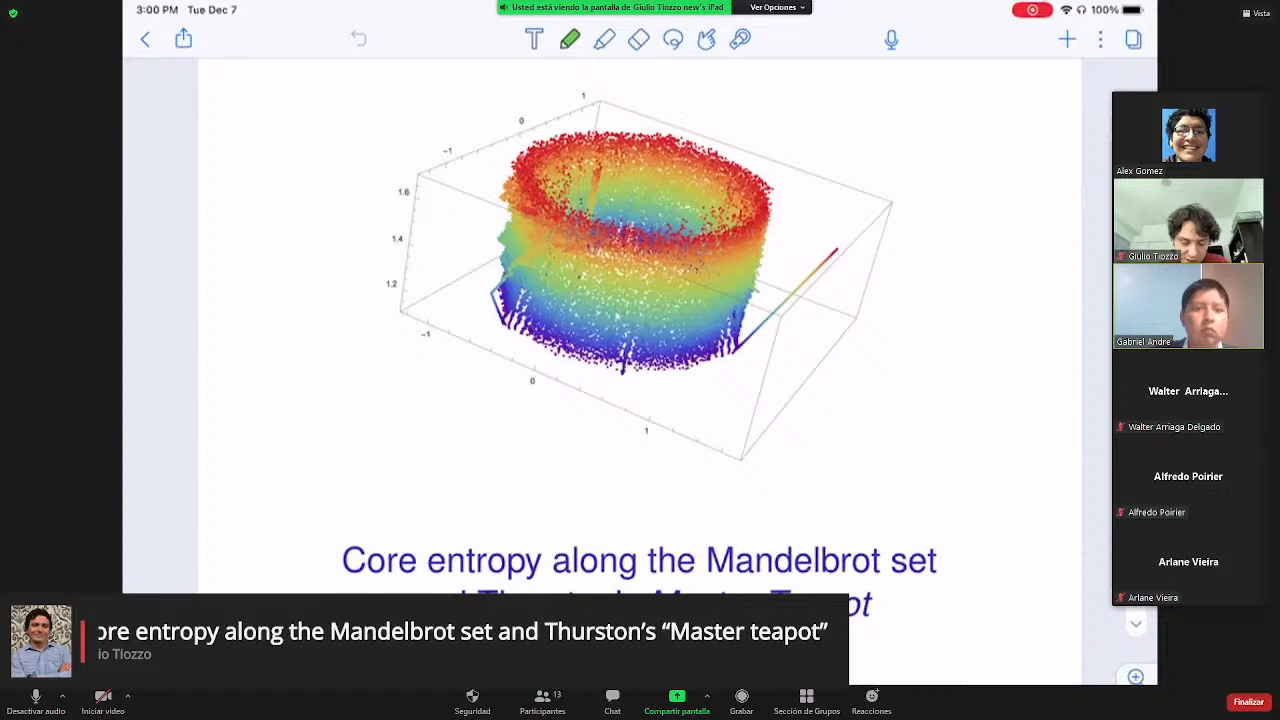 3:00 PM Tue Dec 7
Usted está viendo la pantalla de Giulio Tiozzo new's iPad
Ver Opciones
100%
Vista
T
1
0
-1
1.6
1.4
1.2
-1
0
1
Alex Gomez
Giulio Tiozzo
Gabriel Andre
Walter Arriaga...
Walter Arriaga Delgado
Alfredo Poirier
Alfredo Poirier
Arlane Vieira
Arlane Vieira
Core entropy along the Mandelbrot set
ore entropy along the Mandelbrot set and Thurston's “Master teapot”
io Tiozzo
Desactivar audio
Iniciar video
Seguridad
13
Participantes
Chat
Compartir pantalla
Grabar
Sección de Grupos
Reacciones
Finalizar